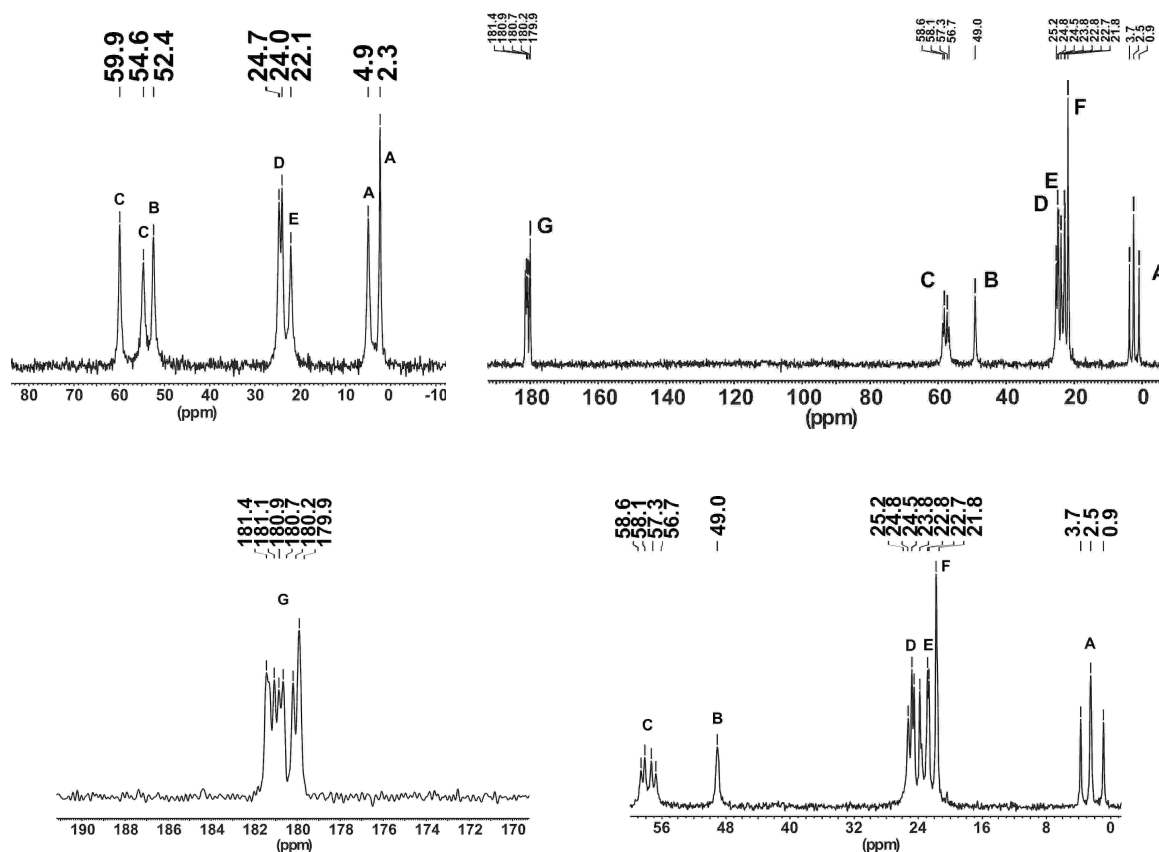 59.9 54.6 52.4 24.7 24.0 22.1 4.9 2.3
C C B D E A A
80 70 60 50 40 30 20 10 0 -10
(ppm)
181.4 180.9 180.7 180.2 179.9 58.6 58.1 57.3 56.7 49.0 25.2 24.8 24.5 23.8 22.8 22.7 21.8 3.7 2.5 0.9
G C B D E F A
180 160 140 120 100 80 60 40 20 0
(ppm)
181.4 181.1 180.9 180.7 180.2 179.9
G
190 188 186 184 182 180 178 176 174 172 170
(ppm)
58.6 58.1 57.3 56.7 49.0 25.2 24.8 24.5 23.8 22.8 22.7 21.8 3.7 2.5 0.9
C B D E F A
56 48 40 32 24 16 8 0
(ppm)